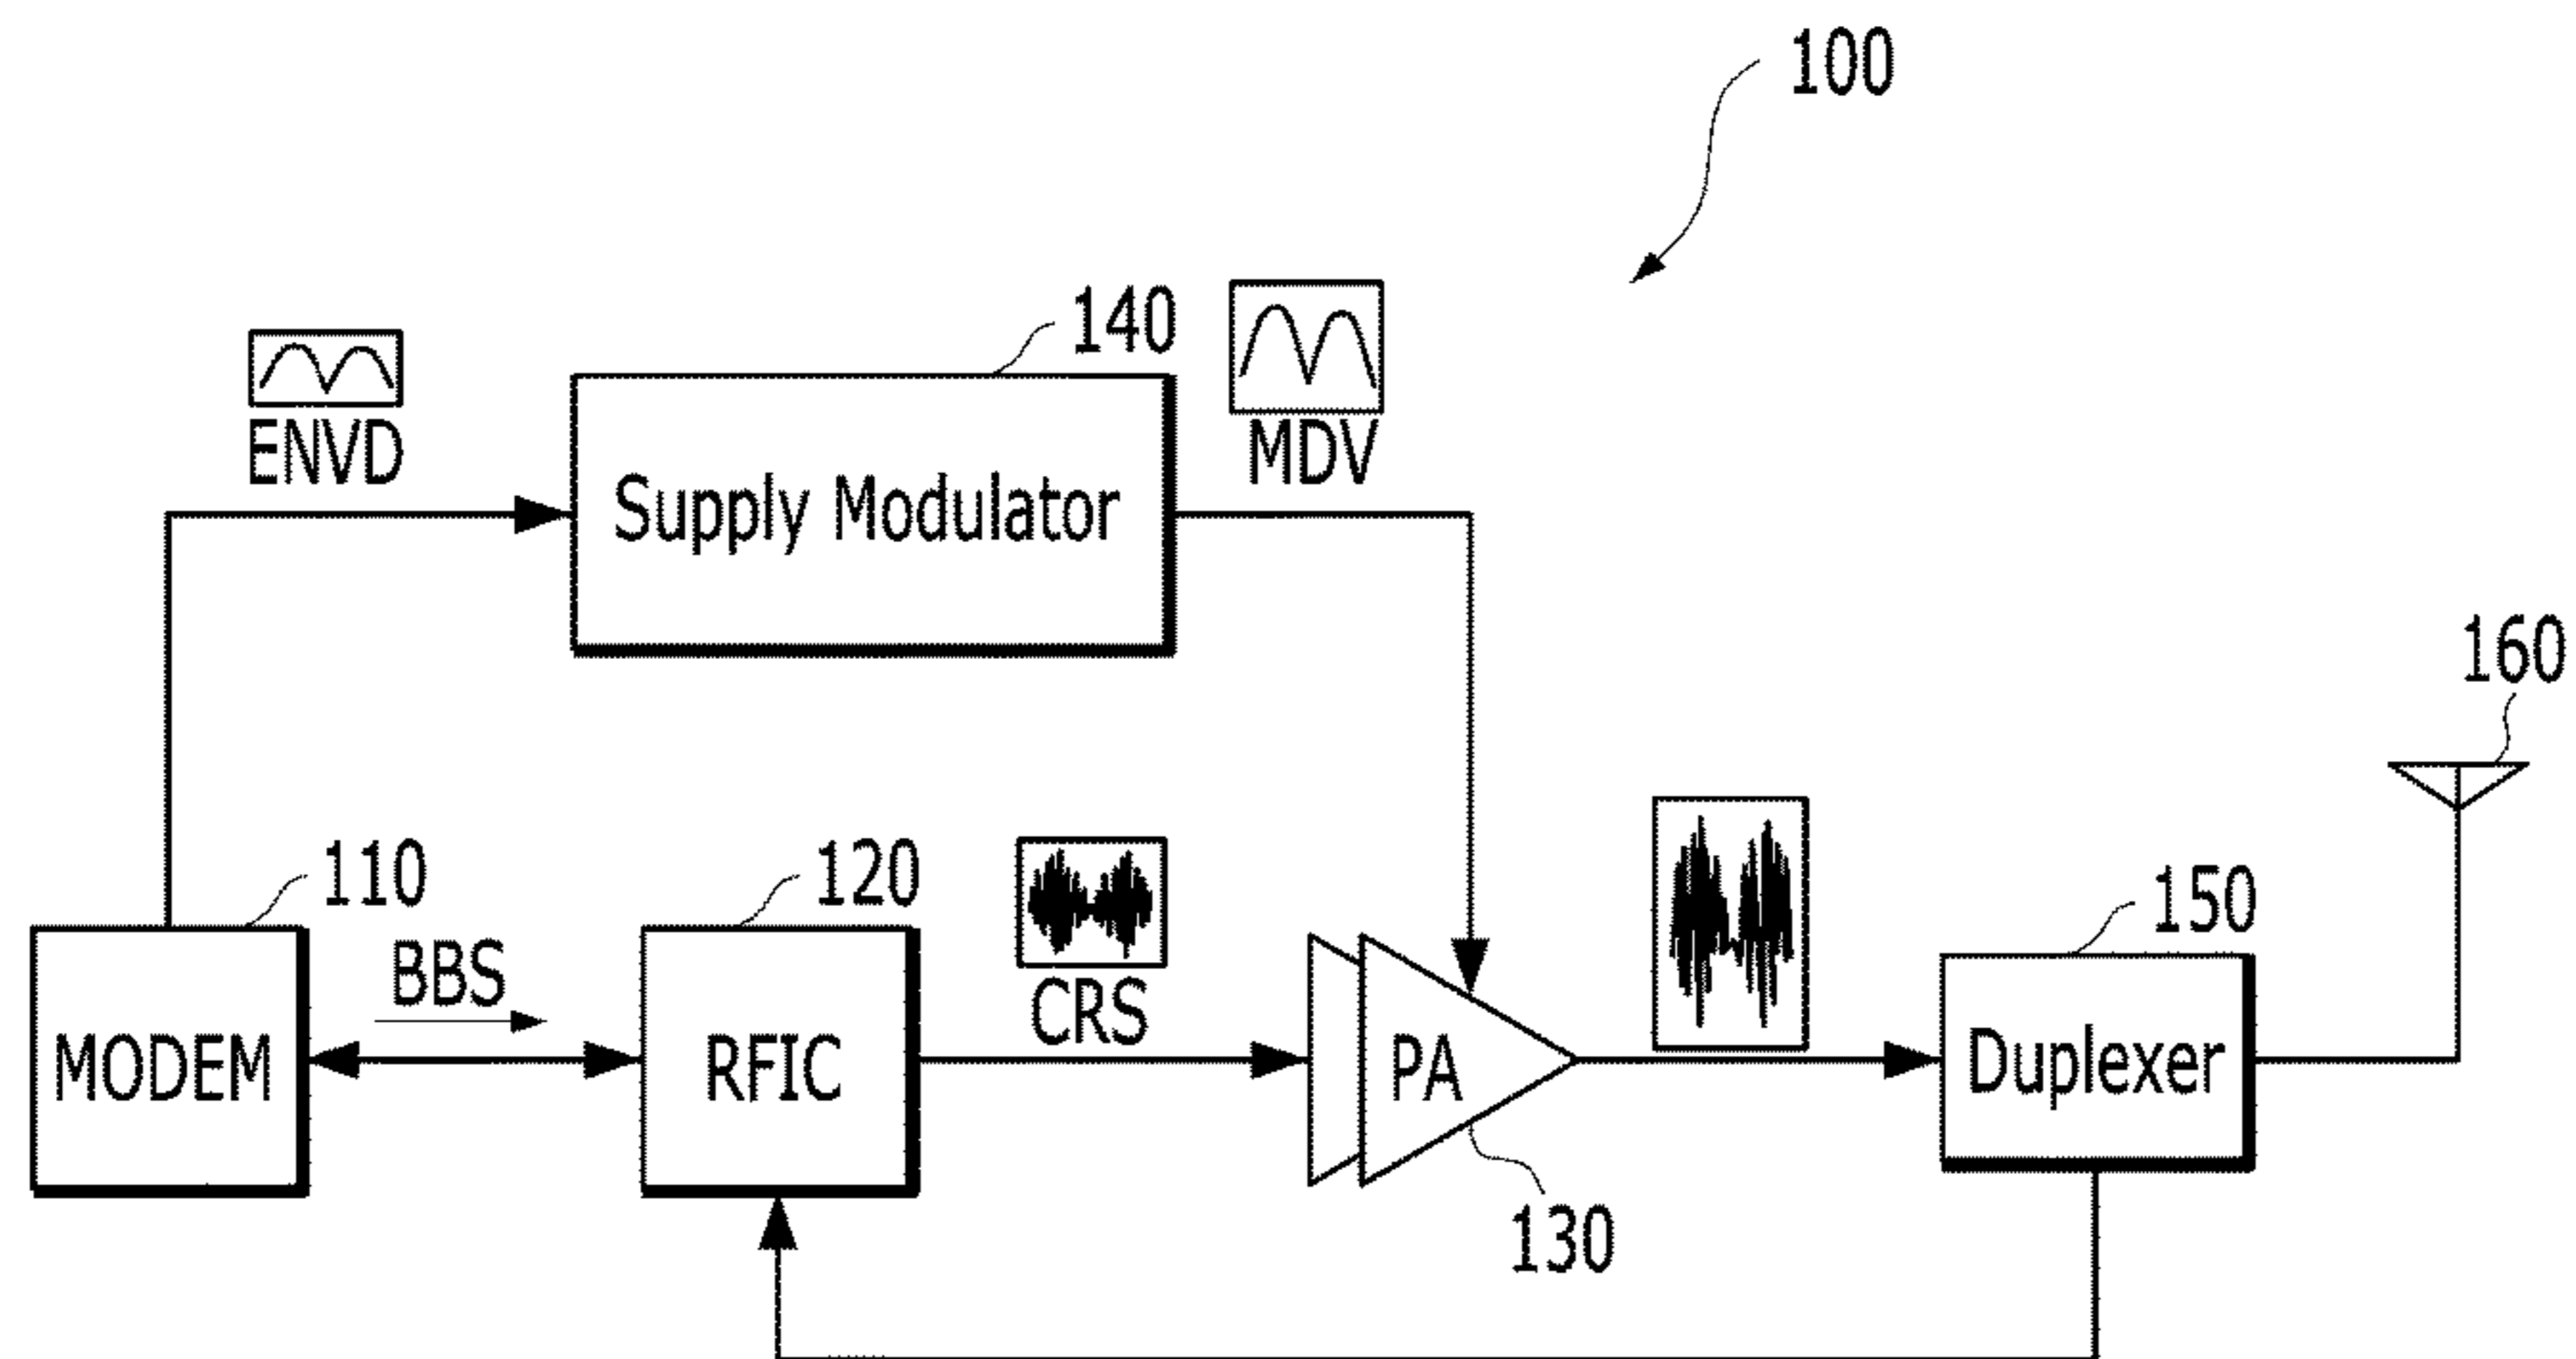 100
140
ENVD
MDV
Supply Modulator
160
110
120
150
BBS
CRS
MODEM
RFIC
PA
Duplexer
130